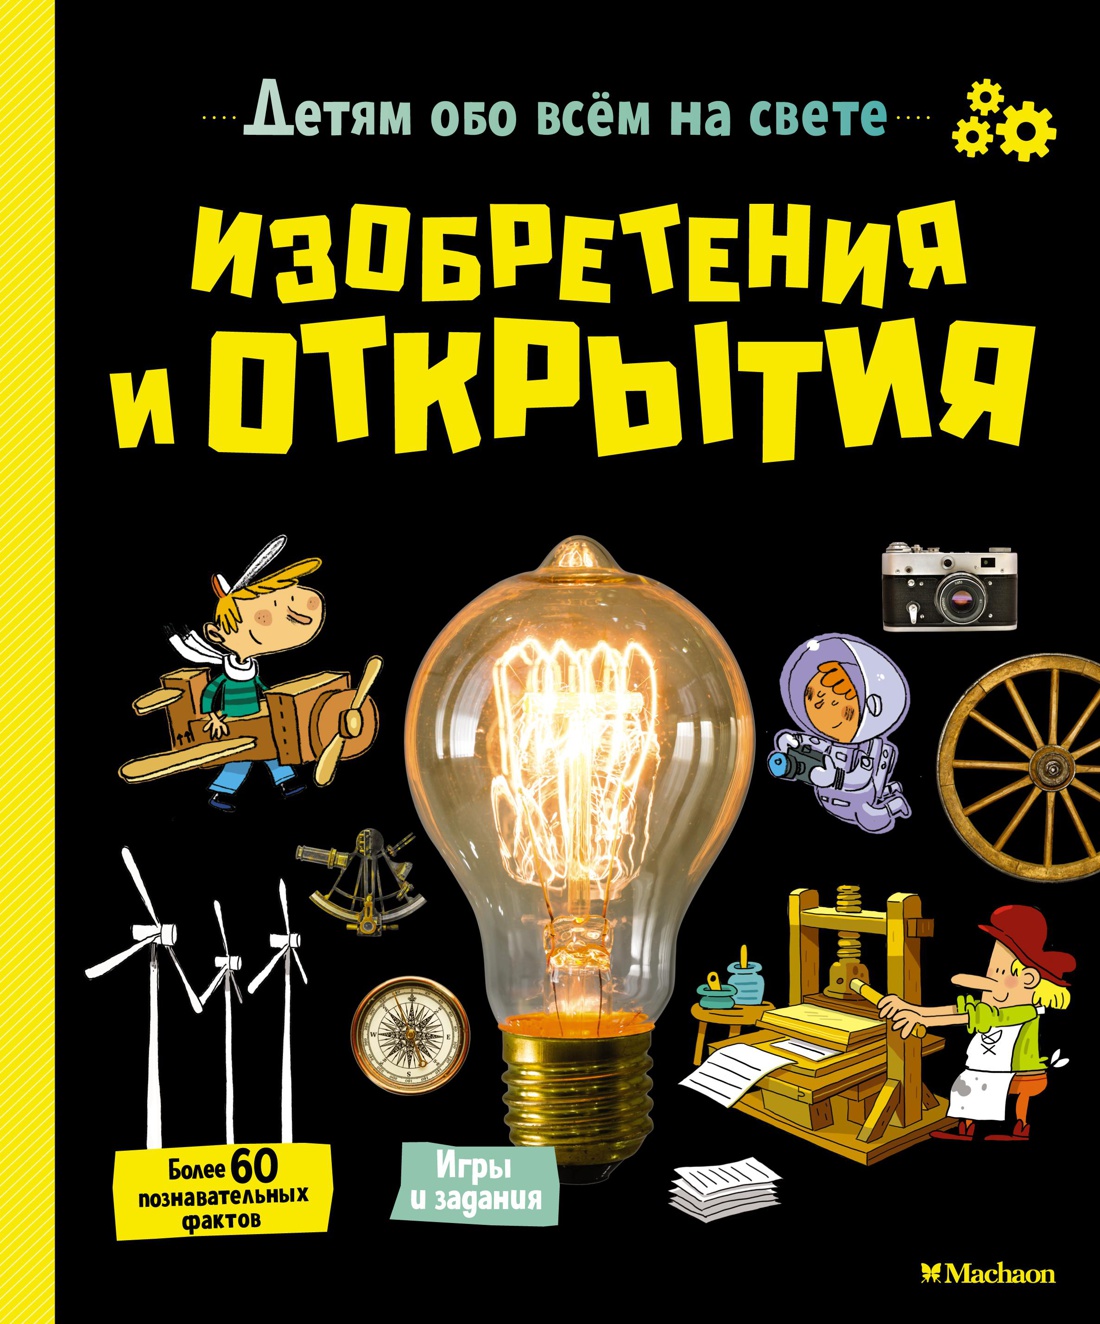 Детям обо всём на свете
ИЗОБРЕТЕНИЯ
И ОТКРЫТИЯ
Более 60
познавательных
фактов
Игры
и задания
Machaon